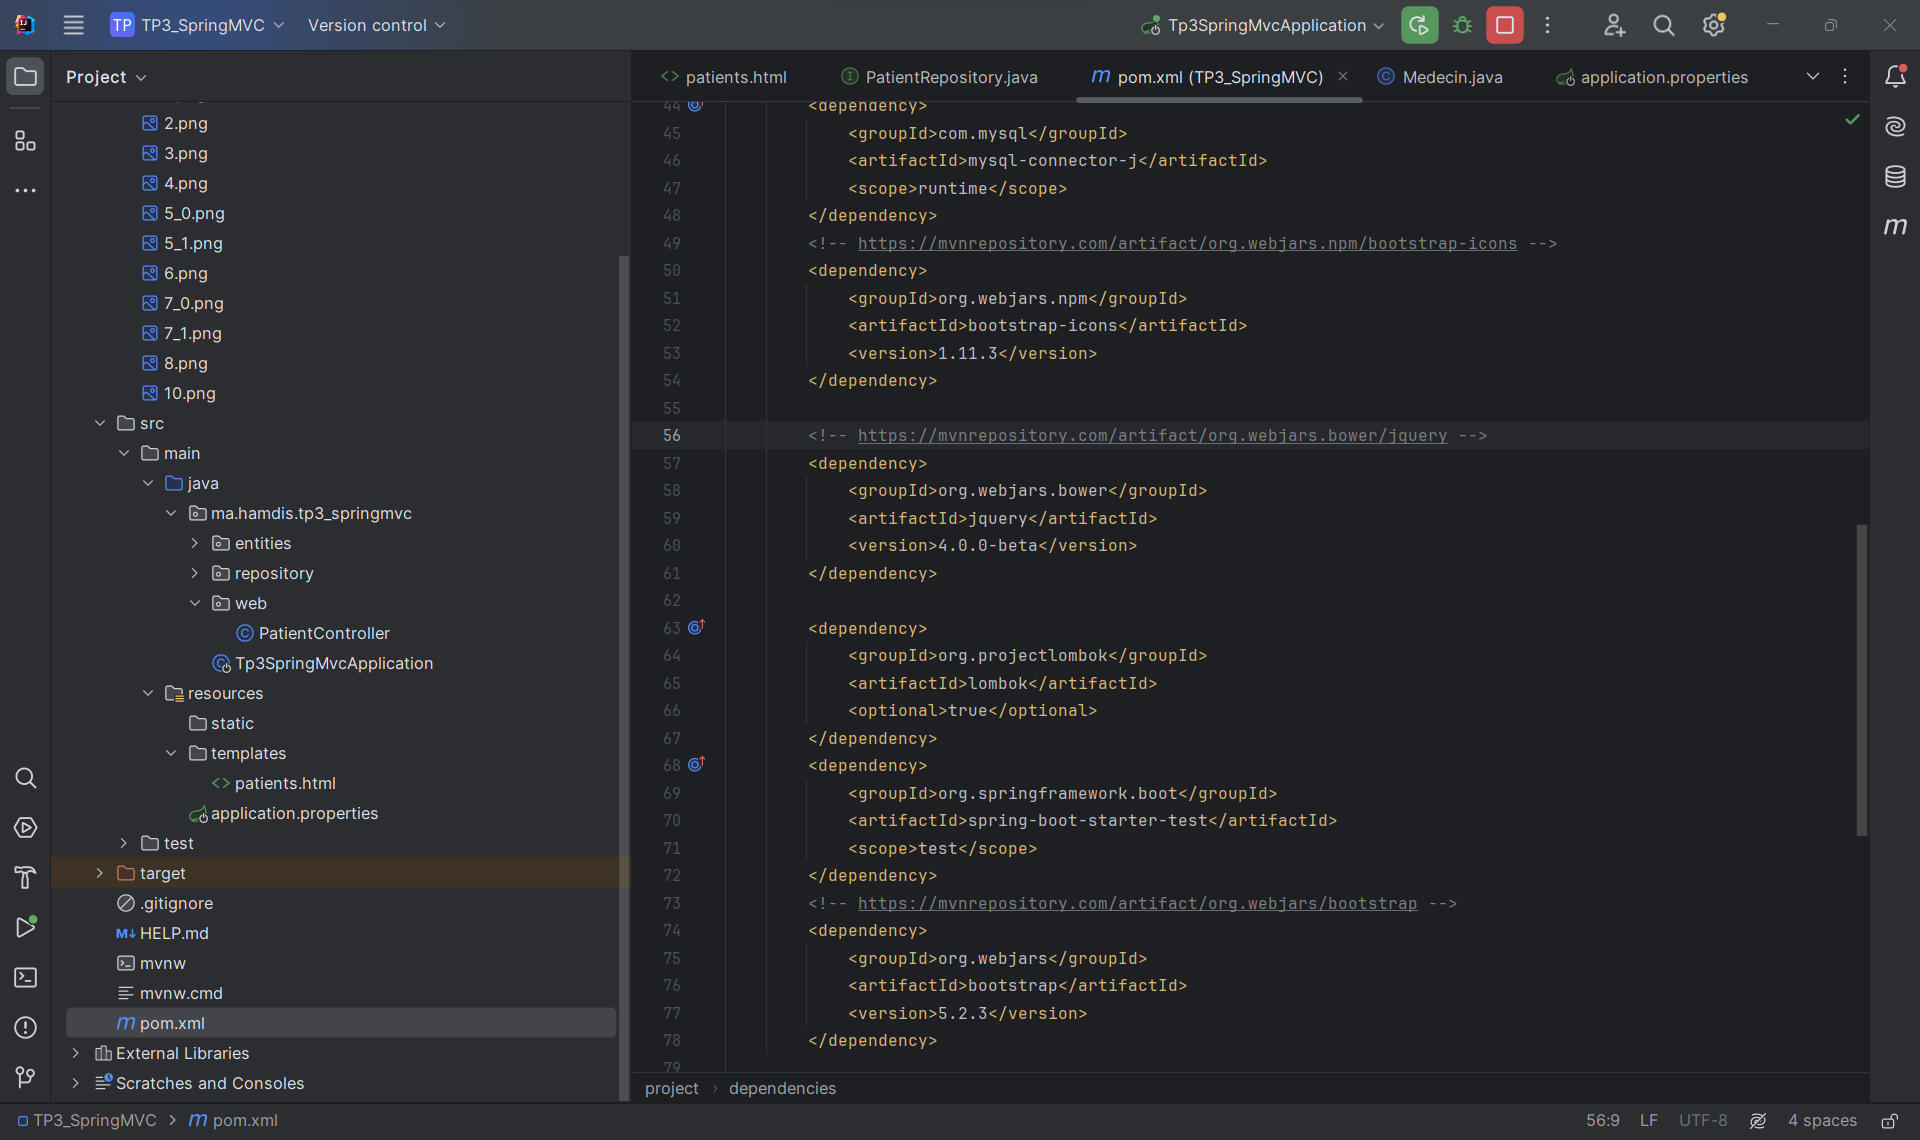 TP TP3_SpringMVC Version control Tp3SpringMvcApplication
Project
2.png
3.png
4.png
5_0.png
5_1.png
6.png
7_0.png
7_1.png
8.png
10.png
src
main
java
ma.hamdis.tp3_springmvc
entities
repository
web
PatientController
Tp3SpringMvcApplication
resources
static
templates
patients.html
application.properties
test
target
.gitignore
HELP.md
mvnw
mvnw.cmd
pom.xml
External Libraries
Scratches and Consoles
patients.html PatientRepository.java pom.xml (TP3_SpringMVC) Medecin.java application.properties
44 <dependency>
45 <groupId>com.mysql</groupId>
46 <artifactId>mysql-connector-j</artifactId>
47 <scope>runtime</scope>
48 </dependency>
49 <!-- https://mvnrepository.com/artifact/org.webjars.npm/bootstrap-icons -->
50 <dependency>
51 <groupId>org.webjars.npm</groupId>
52 <artifactId>bootstrap-icons</artifactId>
53 <version>1.11.3</version>
54 </dependency>
55
56 <!-- https://mvnrepository.com/artifact/org.webjars.bower/jquery -->
57 <dependency>
58 <groupId>org.webjars.bower</groupId>
59 <artifactId>jquery</artifactId>
60 <version>4.0.0-beta</version>
61 </dependency>
62
63 <dependency>
64 <groupId>org.projectlombok</groupId>
65 <artifactId>lombok</artifactId>
66 <optional>true</optional>
67 </dependency>
68 <dependency>
69 <groupId>org.springframework.boot</groupId>
70 <artifactId>spring-boot-starter-test</artifactId>
71 <scope>test</scope>
72 </dependency>
73 <!-- https://mvnrepository.com/artifact/org.webjars/bootstrap -->
74 <dependency>
75 <groupId>org.webjars</groupId>
76 <artifactId>bootstrap</artifactId>
77 <version>5.2.3</version>
78 </dependency>
79
project › dependencies
TP3_SpringMVC > pom.xml 56:9 LF UTF-8 4 spaces